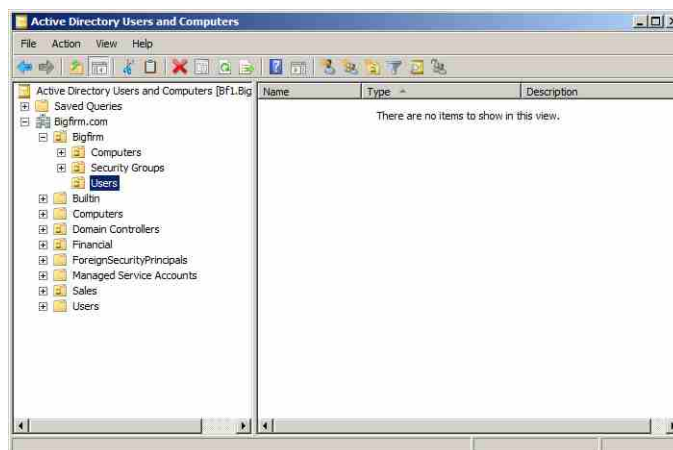 Active Directory Users and Computers
File Action View Help
Active Directory Users and Computers [Bf1.Big
Name Type Description
Saved Queries
There are no items to show in this view.
Bigfirm.com
Bigfirm
Computers
Security Groups
Users
Builtin
Computers
Domain Controllers
Financial
ForeignSecurityPrincipals
Managed Service Accounts
Sales
Users